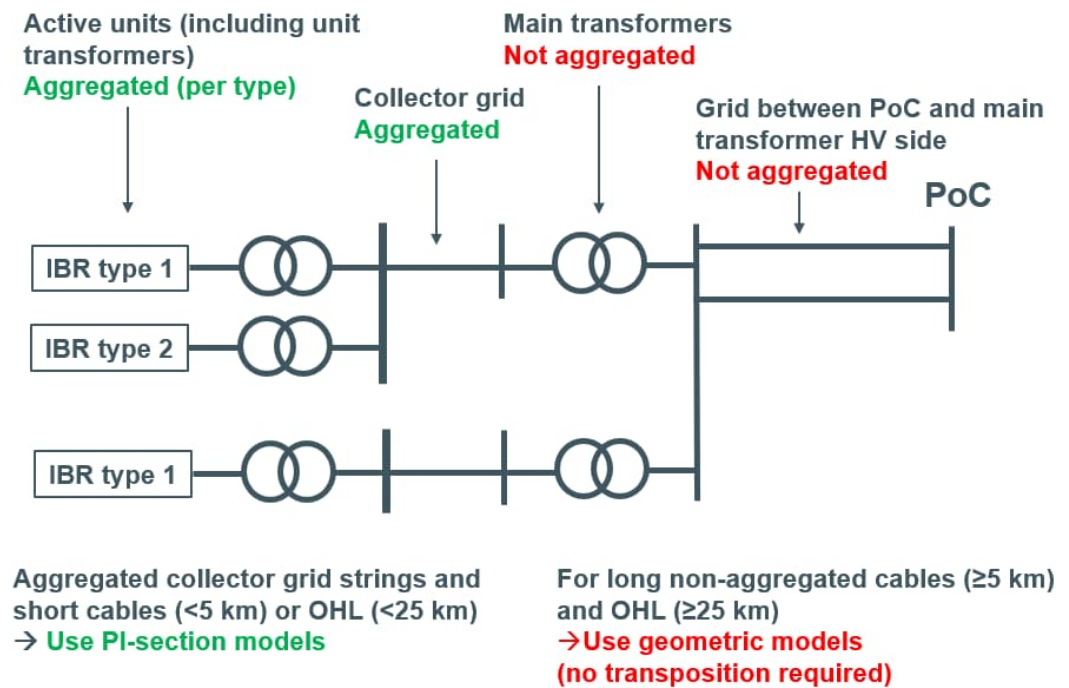 Active units (including unit
transformers)
Aggregated (per type)
Main transformers
Not aggregated
Collector grid
Aggregated
Grid between PoC and main
transformer HV side
Not aggregated
PoC
IBR type 1
IBR type 2
IBR type 1
Aggregated collector grid strings and
short cables (<5 km) or OHL (<25 km)
→ Use PI-section models
For long non-aggregated cables (≥5 km)
and OHL (≥25 km)
→Use geometric models
(no transposition required)